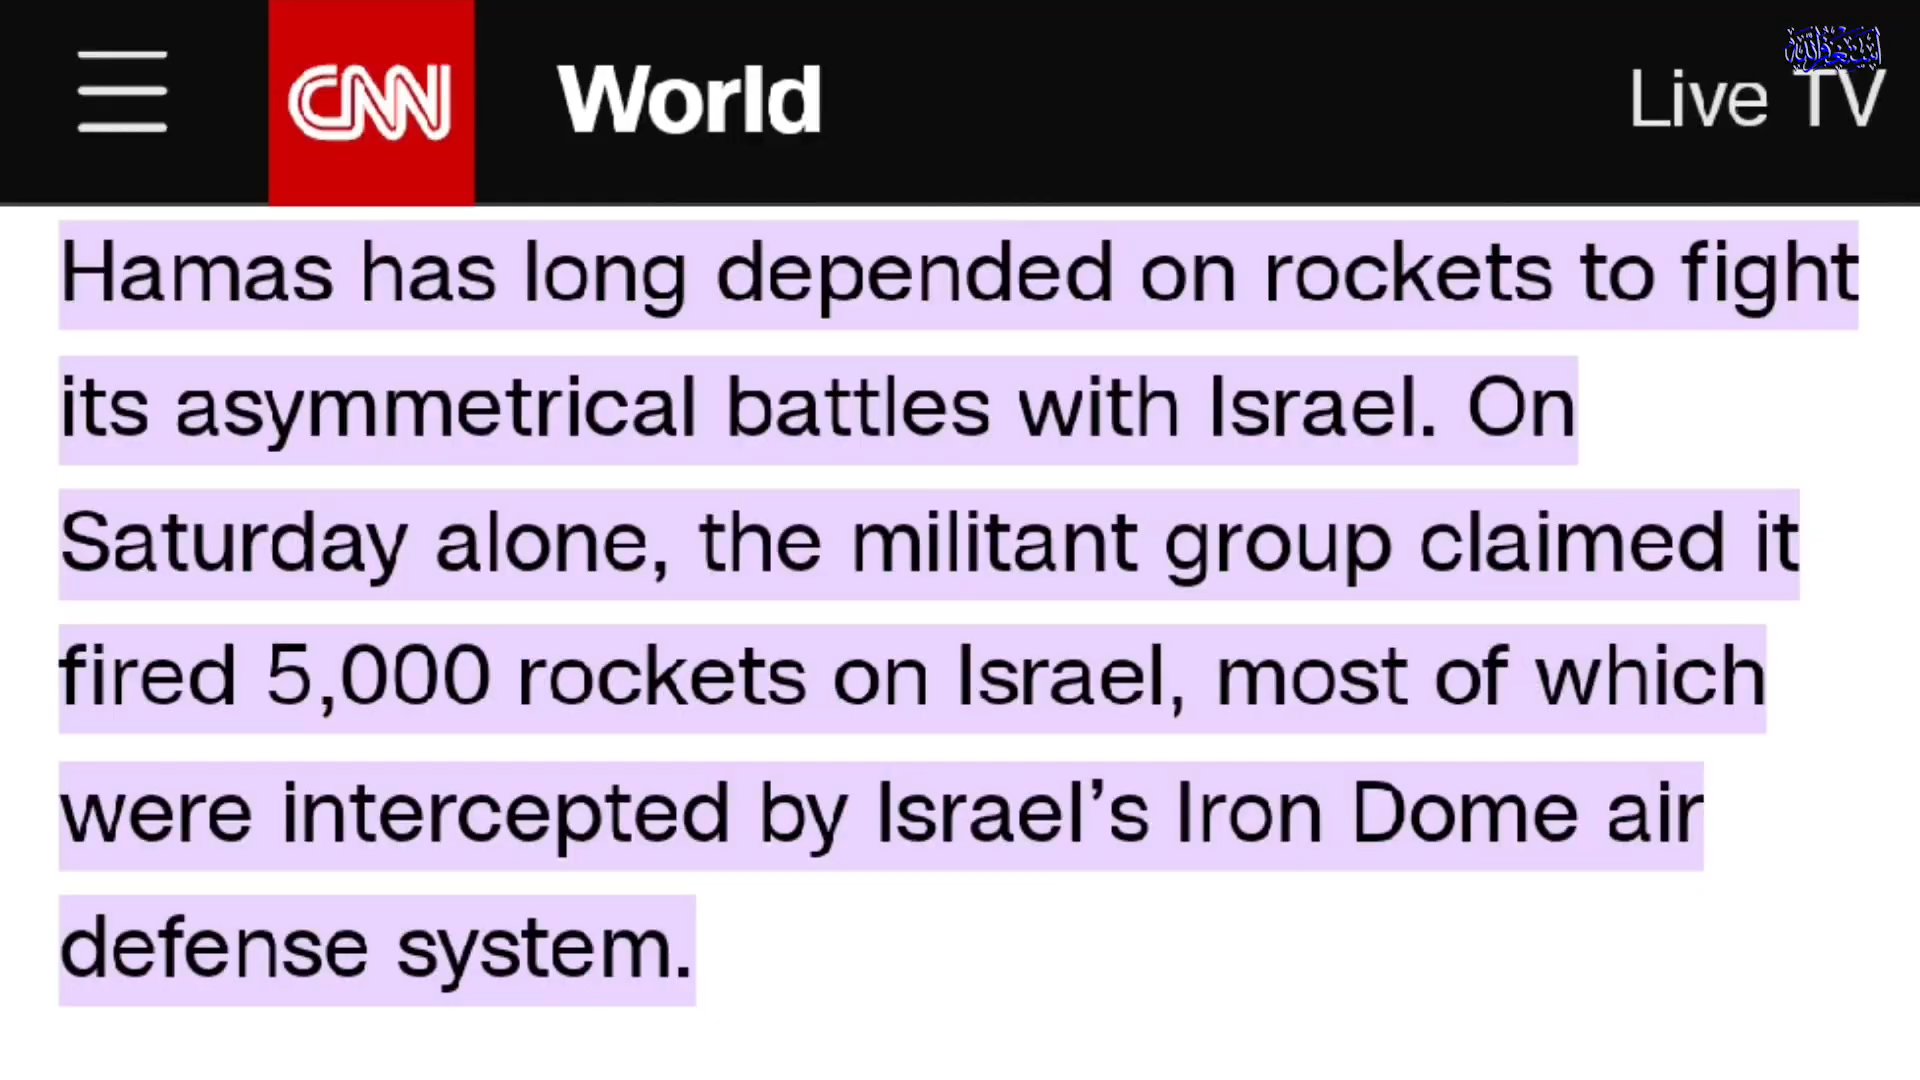 CNN World Live TV
Hamas has long depended on rockets to fight
its asymmetrical battles with Israel. On
Saturday alone, the militant group claimed it
fired 5,000 rockets on Israel, most of which
were intercepted by Israel’s Iron Dome air
defense system.